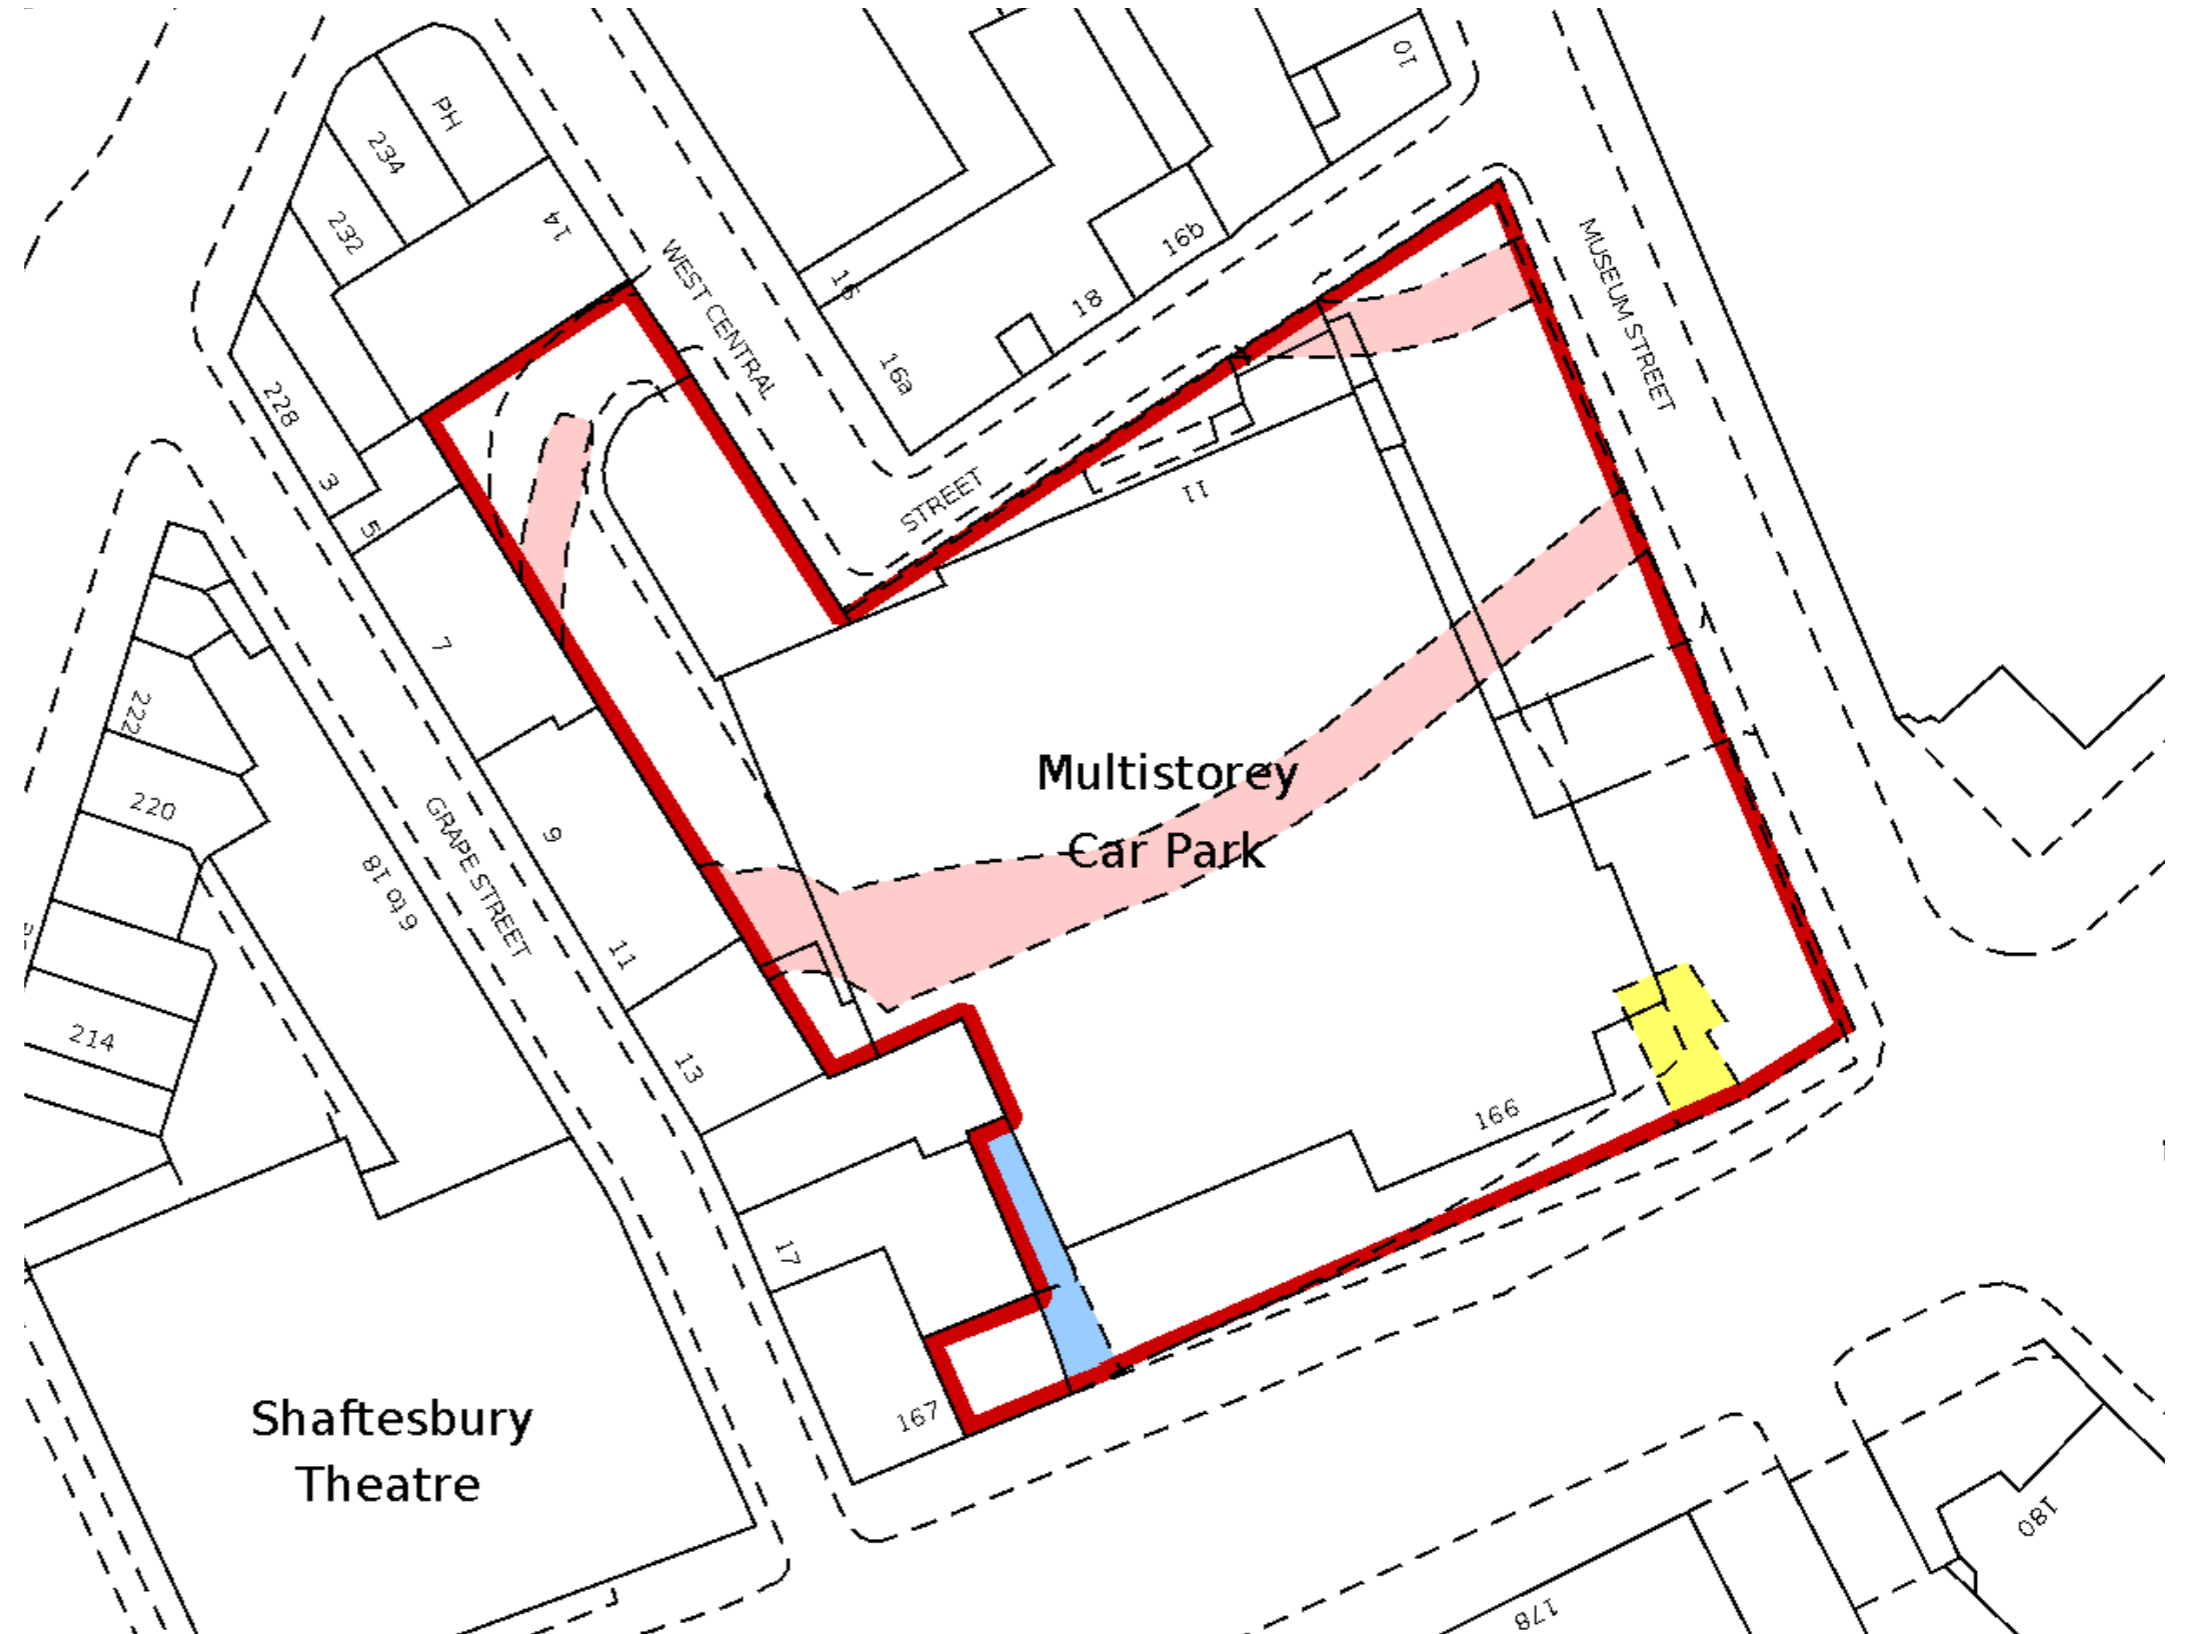 10
PH
234
14
232
16b
WEST CENTRAL
16
18
MUSEUM STREET
16a
228
3
STREET
11
5
7
222
Multistorey
Car Park
220
GRAPE STREET
9
6 to 18
11
214
13
166
17
167
Shaftesbury
Theatre
180
178